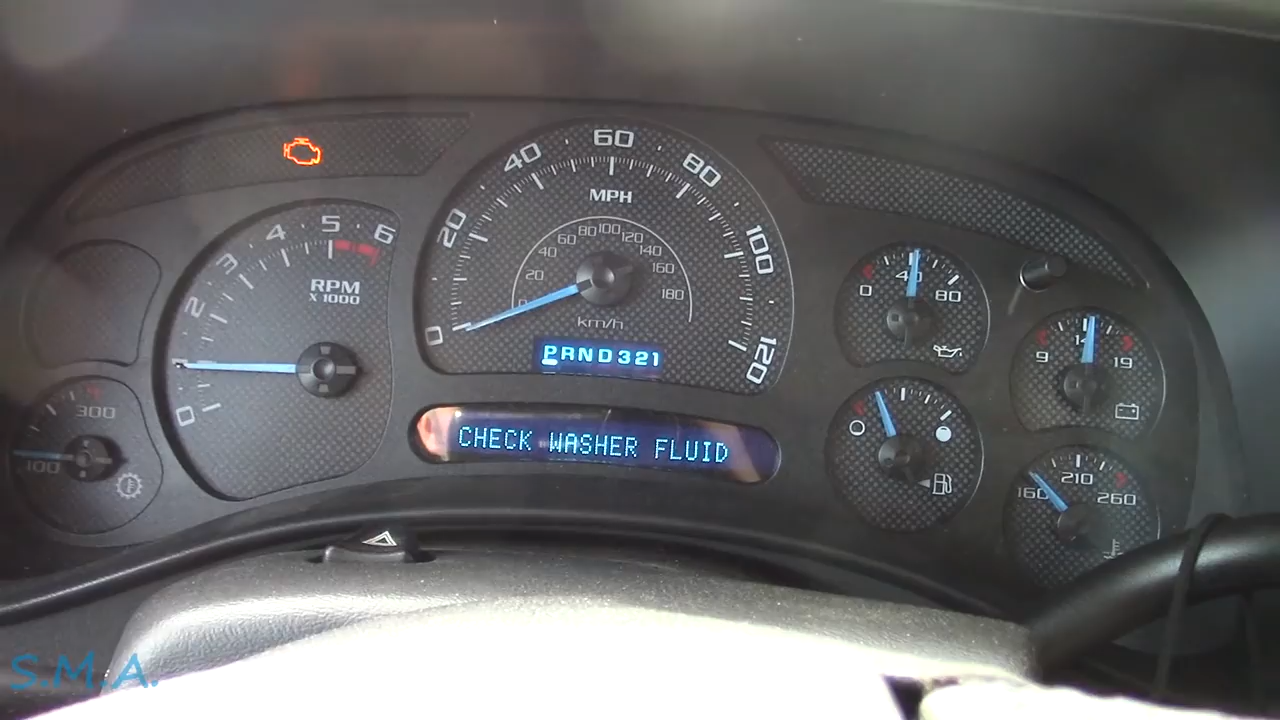 0 1 2 3 4 5 6
RPM
X 1000
100 300
0 20 40 60 80 100 120
MPH
0 20 40 60 80 100 120 140 160 180
km/h
PRND321
CHECK WASHER FLUID
0 40 80
9 14 19
160 210 260
S.M.A.